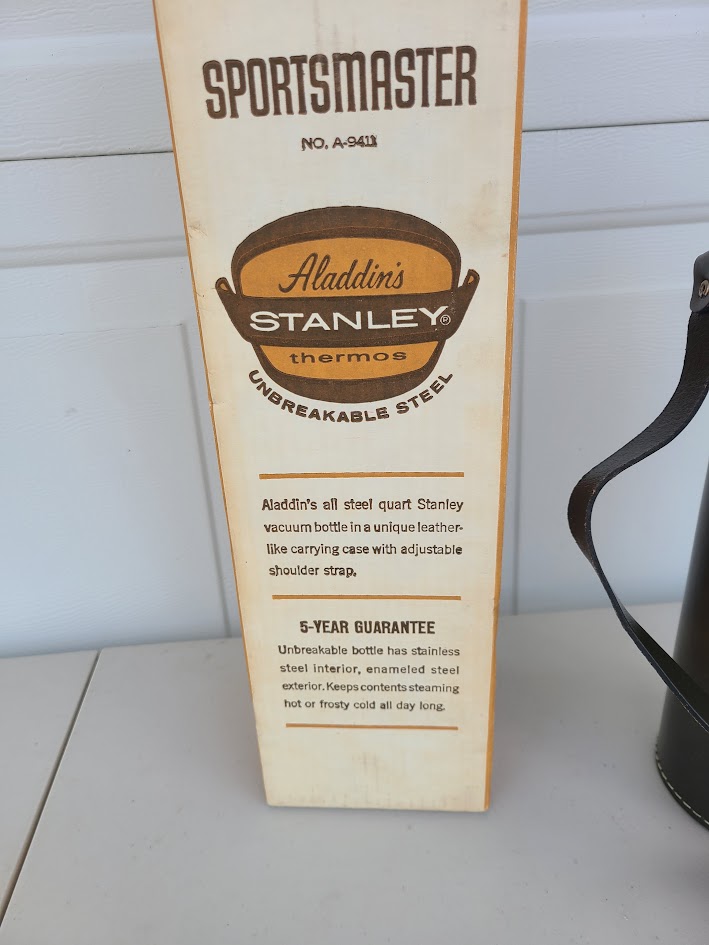 SPORTSMASTER
NO. A-941
Aladdin's
STANLEY®
thermos
UNBREAKABLE STEEL
Aladdin's all steel quart Stanley
vacuum bottle in a unique leather-
like carrying case with adjustable
shoulder strap.
5-YEAR GUARANTEE
Unbreakable bottle has stainless
steel interior, enameled steel
exterior. Keeps contents steaming
hot or frosty cold all day long.